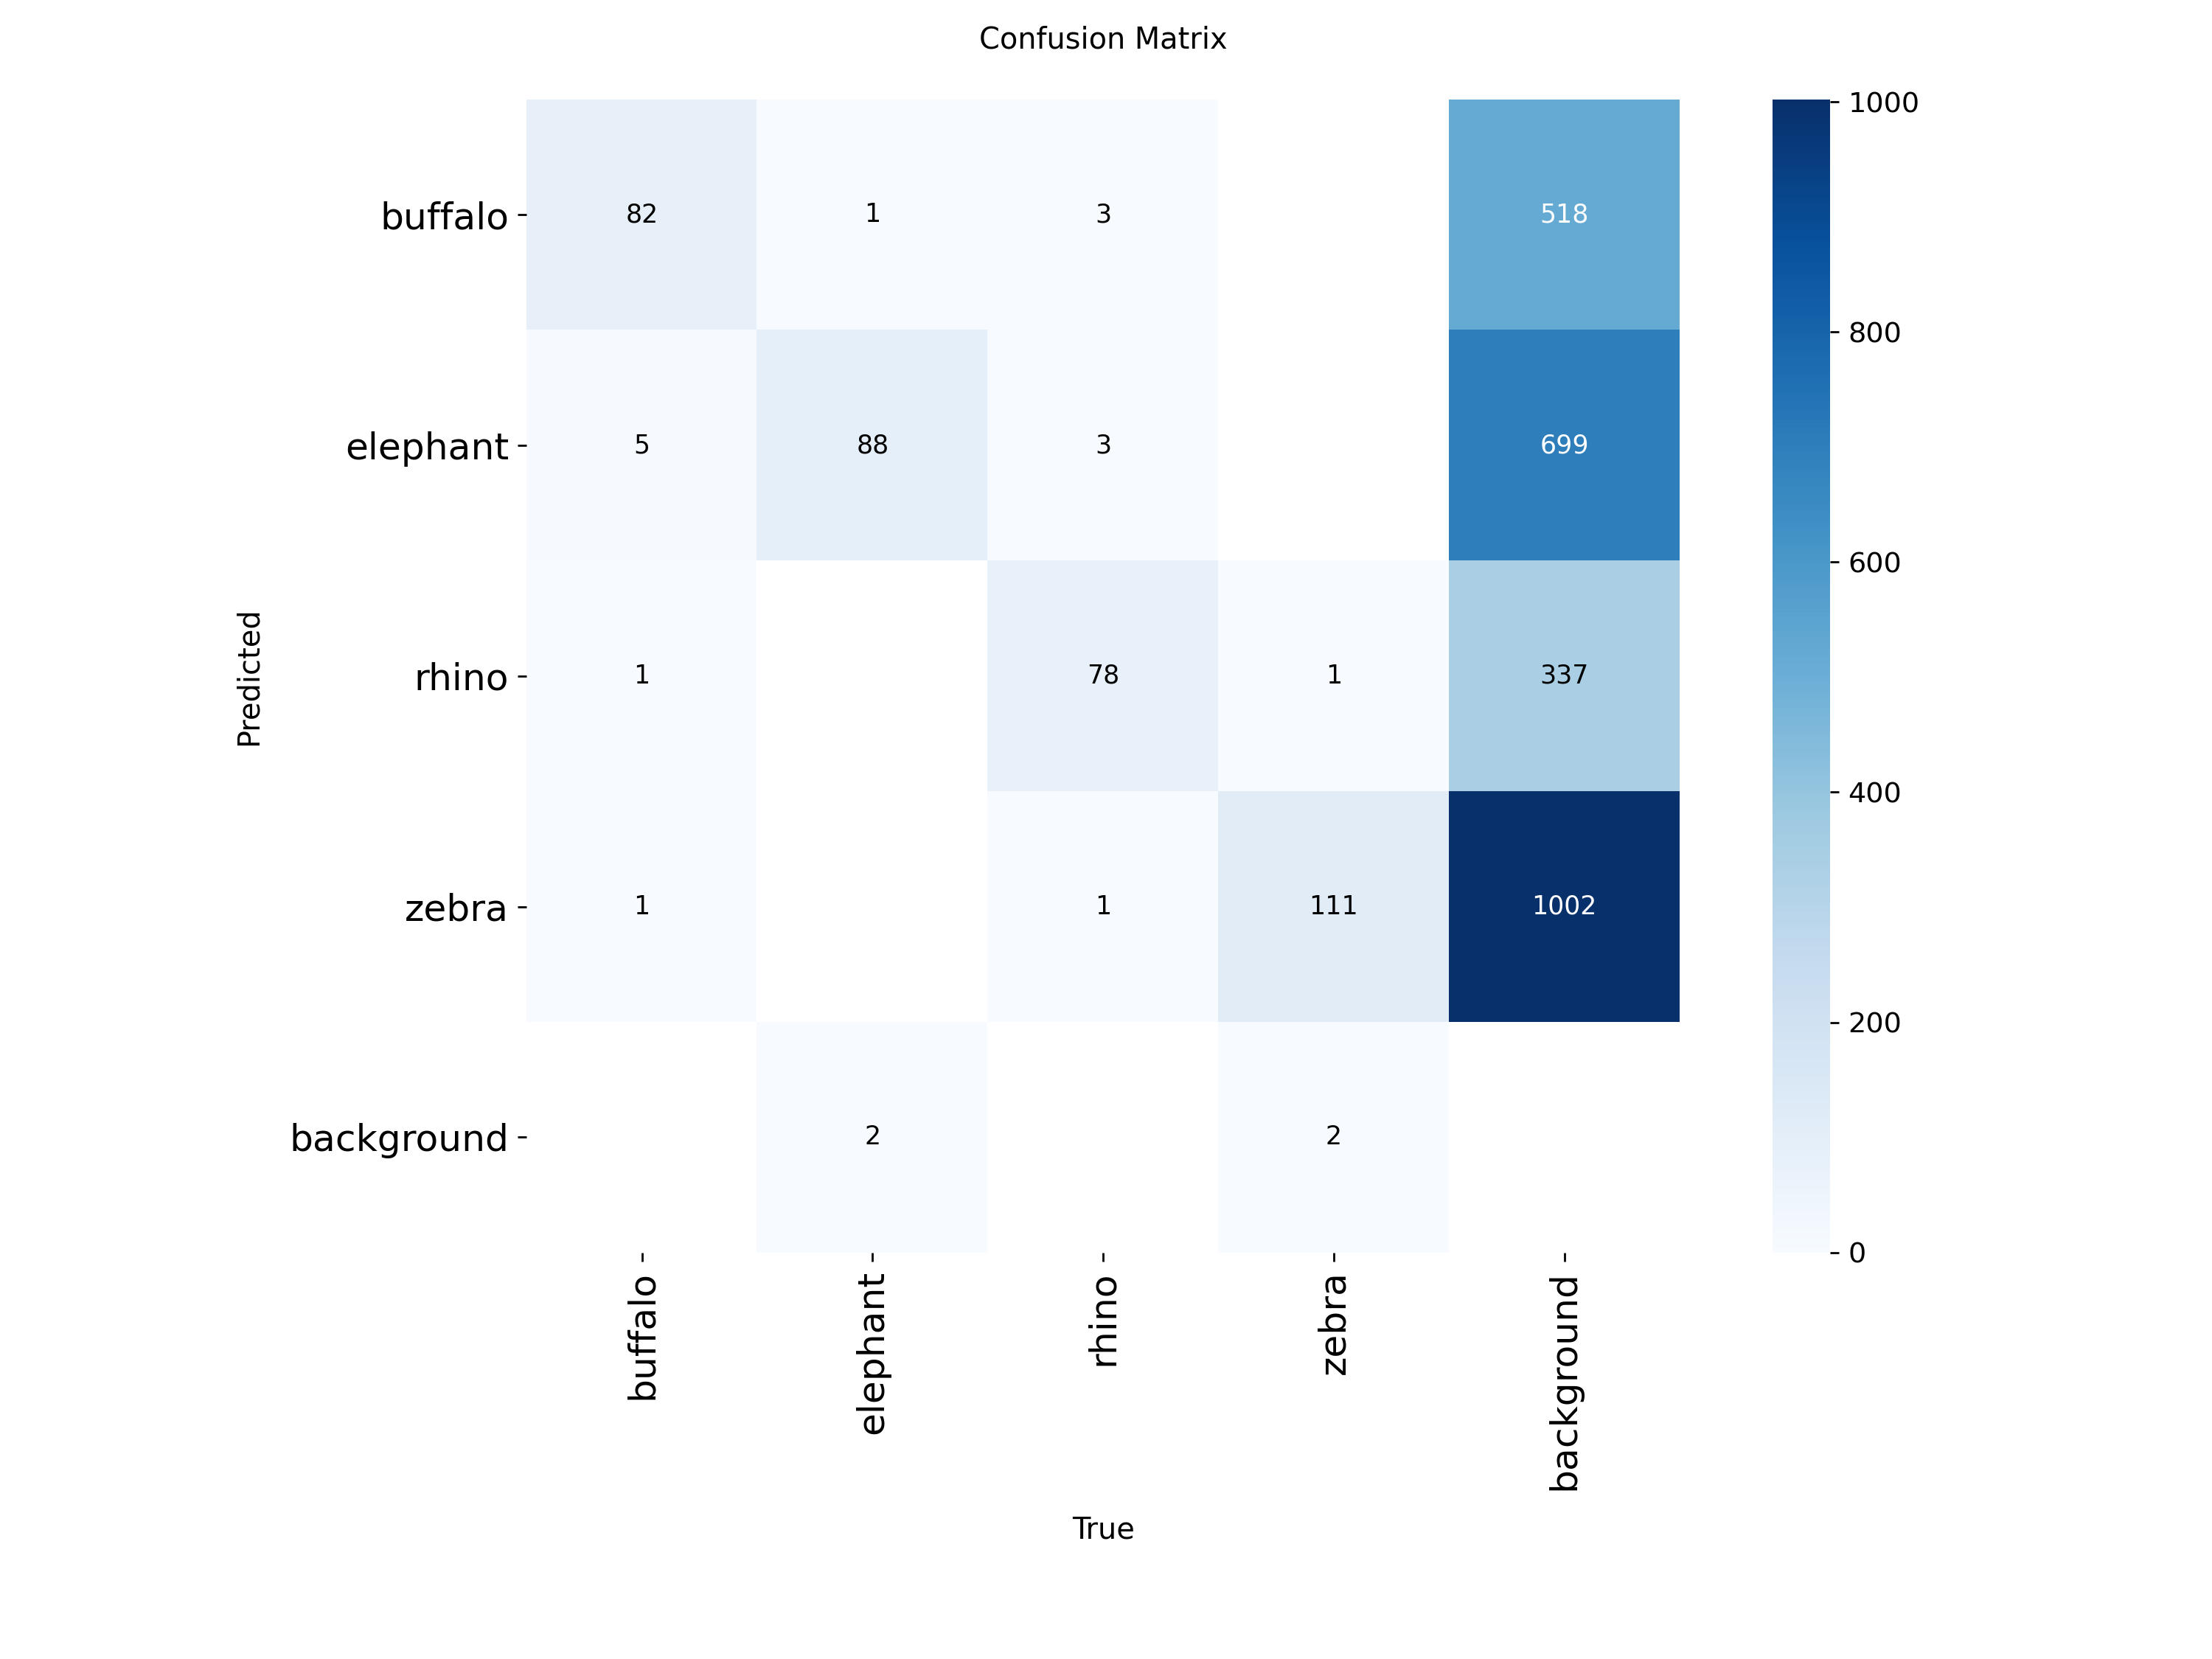 Confusion Matrix
buffalo 82 1 3 518
elephant 5 88 3 699
rhino 1 78 1 337
zebra 1 1 111 1002
background 2 2
Predicted
buffalo
elephant
rhino
zebra
background
True
1000
800
600
400
200
0